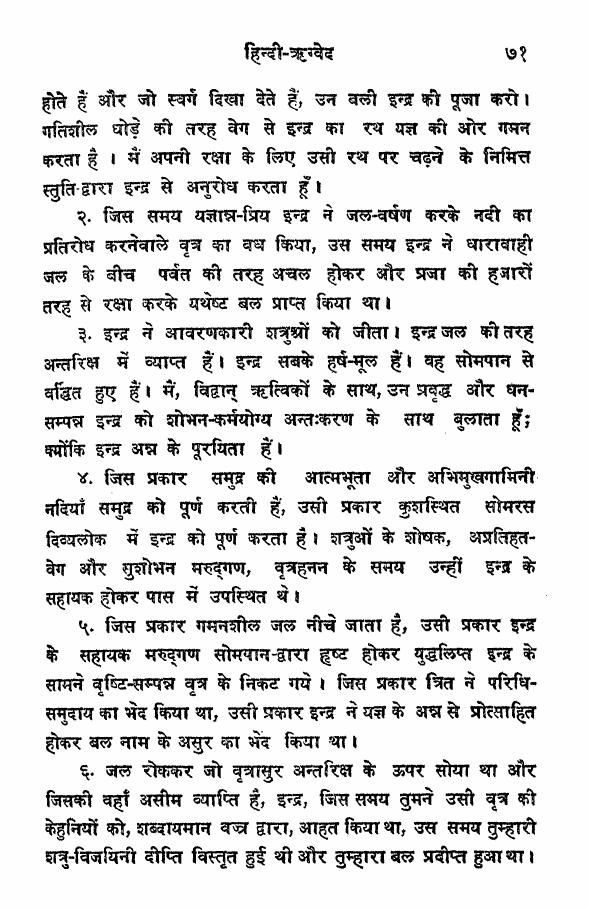 हिन्दी-ऋग्वेद ७१
होते हैं और जो स्वर्ग दिखा देते हैं, उन बली इन्द्र की पूजा करो।
गतिशील घोड़े की तरह वेग से इन्द्र का रथ यज्ञ की ओर गमन
करता है। मैं अपनी रक्षा के लिए उसी रथ पर चढ़ने के निमित्त
स्तुति-द्वारा इन्द्र से अनुरोध करता हूँ।
२. जिस समय यज्ञान्न-प्रिय इन्द्र ने जल-वर्षण करके नदी का
प्रतिरोध करनेवाले वृत्र का वध किया, उस समय इन्द्र ने धारावाही
जल के बीच पर्वत की तरह अचल होकर और प्रजा की हजारों
तरह से रक्षा करके यथेष्ट बल प्राप्त किया था।
३. इन्द्र ने आवरणकारी शत्रुओं को जीता। इन्द्र जल की तरह
अन्तरिक्ष में व्याप्त हैं। इन्द्र सबके हर्ष-मूल हैं। वह सोमपान से
वर्द्धित हुए हैं। मैं, विद्वान् ऋत्विकों के साथ, उन प्रवृद्ध और धन-
सम्पन्न इन्द्र को शोभन-कर्मयोग्य अन्तःकरण के साथ बुलाता हूँ;
क्योंकि इन्द्र अन्न के पूरयिता हैं।
४. जिस प्रकार समुद्र की आत्मभूता और अभिमुखगामिनी
नदियाँ समुद्र को पूर्ण करती हैं, उसी प्रकार कुशस्थित सोमरस
दिव्यलोक में इन्द्र को पूर्ण करता है। शत्रुओं के शोषक, अप्रतिहत-
वेग और सुशोभन मरुद्गण, वृत्रहनन के समय उन्हीं इन्द्र के
सहायक होकर पास में उपस्थित थे।
५. जिस प्रकार गमनशील जल नीचे जाता है, उसी प्रकार इन्द्र
के सहायक मरुद्गण सोमयान-द्वारा हृष्ट होकर युद्धलिप्त इन्द्र के
सामने वृष्टि-सम्पन्न वृत्र के निकट गये। जिस प्रकार त्रित ने परिधि-
समुदाय का भेद किया था, उसी प्रकार इन्द्र ने यज्ञ के अन्न से प्रोत्साहित
होकर बल नाम के असुर का भेद किया था।
६. जल रोककर जो वृत्रासुर अन्तरिक्ष के ऊपर सोया था और
जिसकी वहाँ असीम व्याप्ति है, इन्द्र, जिस समय तुमने उसी वृत्र की
केहुनियों को, शब्दायमान वज्र द्वारा, आहत किया था, उस समय तुम्हारी
शत्रु-विजयिनी दीप्ति विस्तृत हुई थी और तुम्हारा बल प्रदीप्त हुआ था।